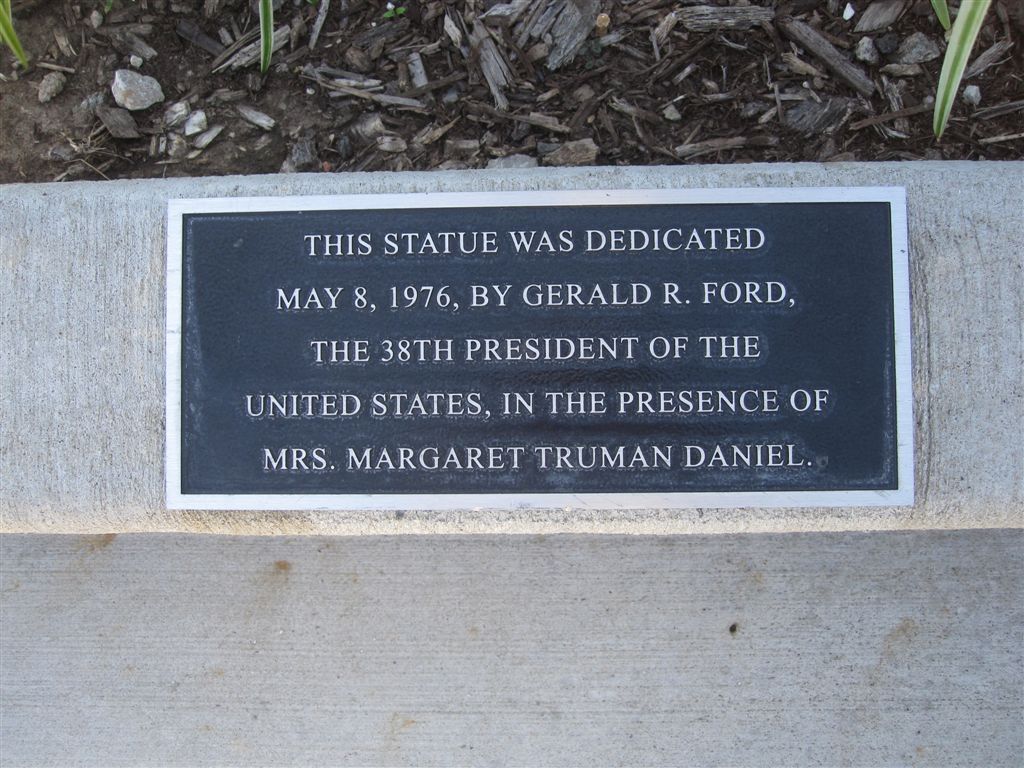 THIS STATUE WAS DEDICATED
MAY 8, 1976, BY GERALD R. FORD,
THE 38TH PRESIDENT OF THE
UNITED STATES, IN THE PRESENCE OF
MRS. MARGARET TRUMAN DANIEL.